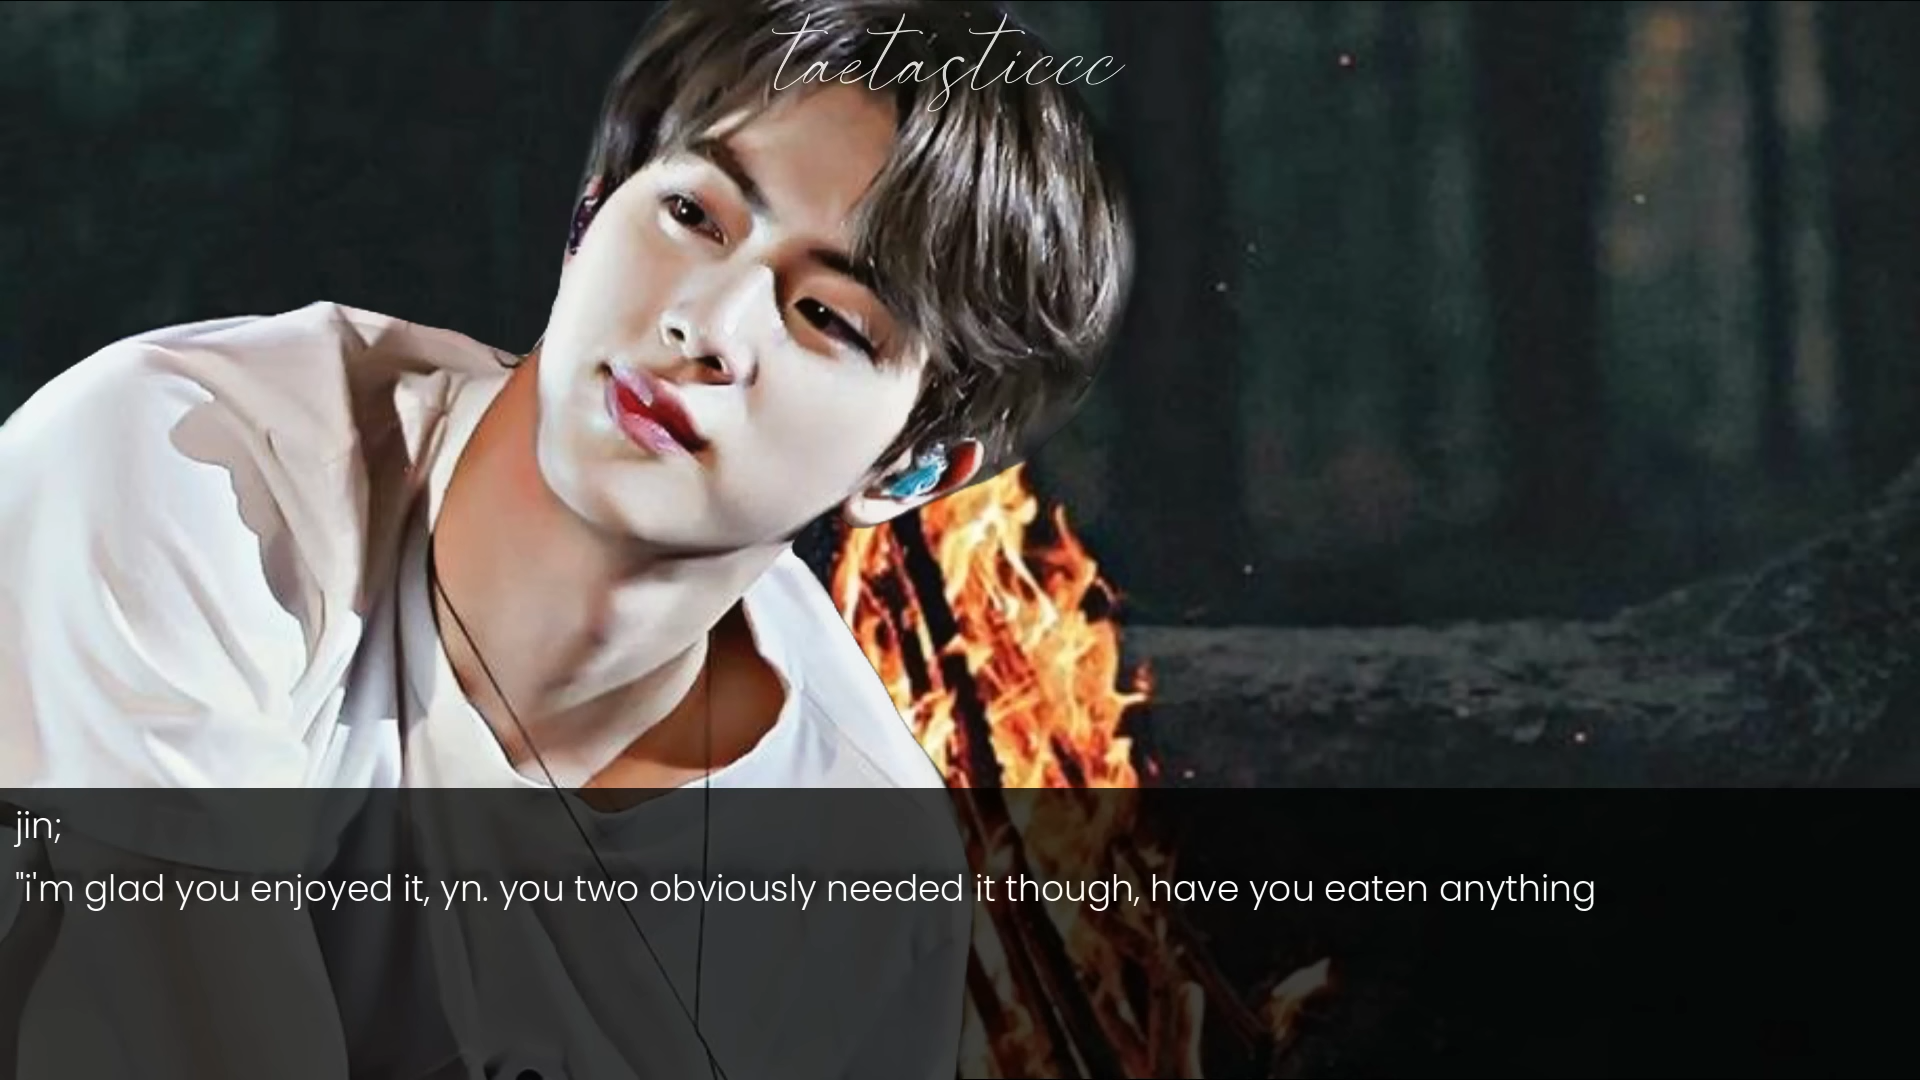 taetasticcc
jin;
"i'm glad you enjoyed it, yn. you two obviously needed it though, have you eaten anything